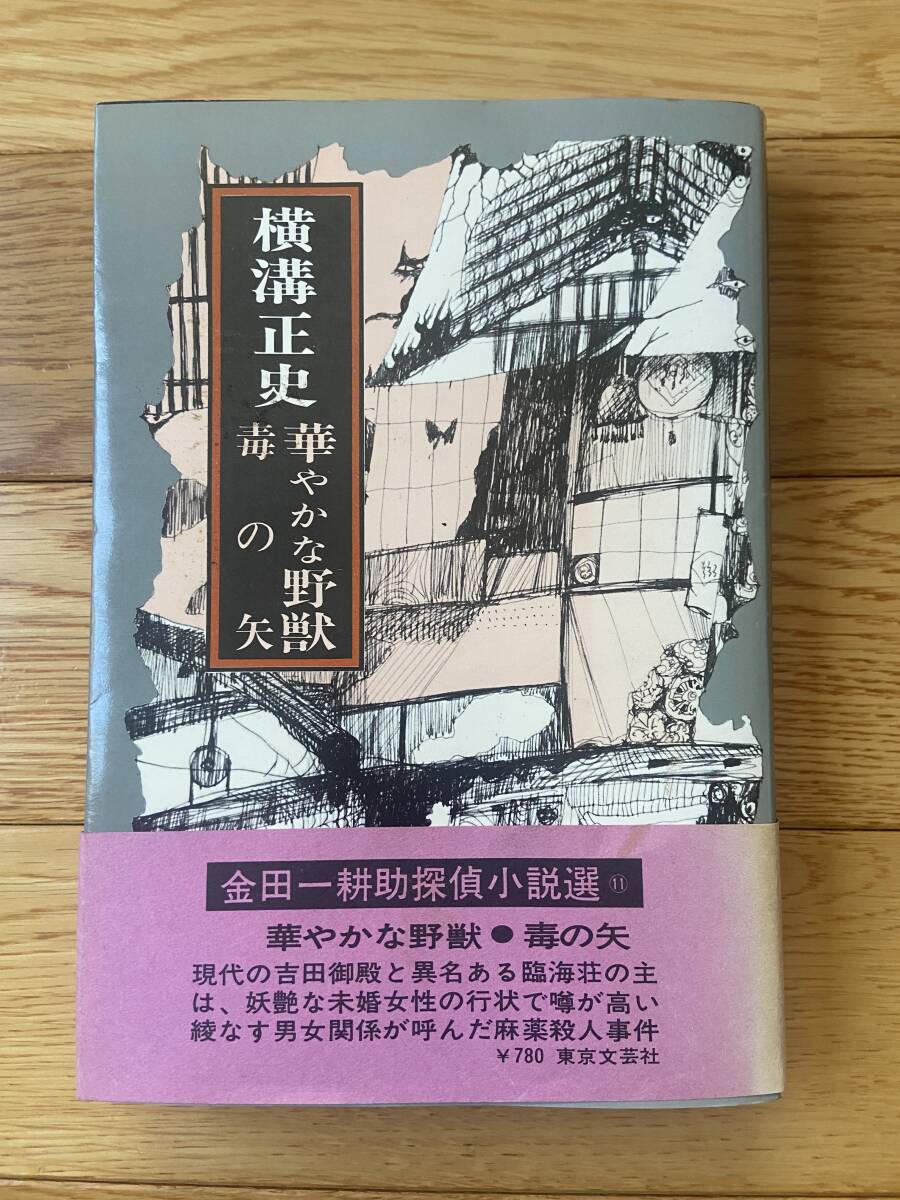 横溝正史
華やかな野獣
毒の矢
金田一耕助探偵小説選⑪
華やかな野獣●毒の矢
現代の吉田御殿と異名ある臨海荘の主
は、妖艶な未婚女性の行状で噂が高い
綾なす男女関係が呼んだ麻薬殺人事件
￥780 東京文芸社